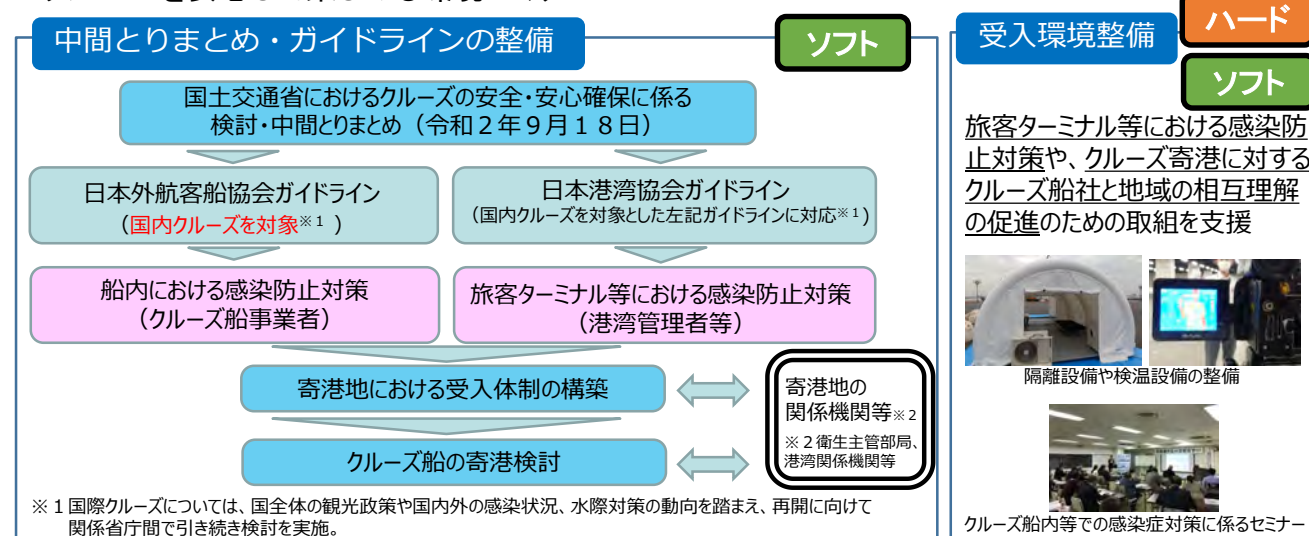 中間とりまとめ・ガイドラインの整備
ソフト
国土交通省におけるクルーズの安全・安心確保に係る
検討・中間とりまとめ（令和２年９月１８日）
日本外航客船協会ガイドライン
（国内クルーズを対象※１）
日本港湾協会ガイドライン
（国内クルーズを対象とした左記ガイドラインに対応※１）
船内における感染防止対策
（クルーズ船事業者）
旅客ターミナル等における感染防止対策
（港湾管理者等）
寄港地における受入体制の構築
寄港地の
関係機関等※２
※２衛生主管部局、
港湾関係機関等
クルーズ船の寄港検討
※１国際クルーズについては、国全体の観光政策や国内外の感染状況、水際対策の動向を踏まえ、再開に向けて
関係省庁間で引き続き検討を実施。
受入環境整備
ハード
ソフト
旅客ターミナル等における感染防
止対策や、クルーズ寄港に対する
クルーズ船社と地域の相互理解
の促進のための取組を支援
隔離設備や検温設備の整備
クルーズ船内等での感染症対策に係るセミナー